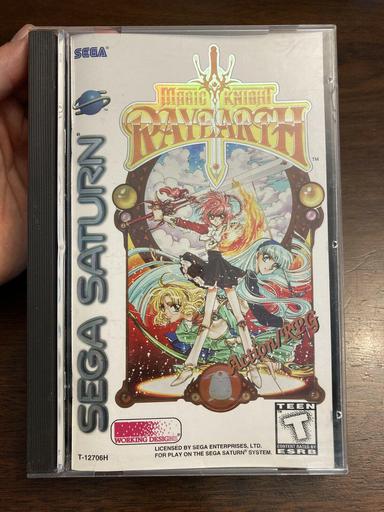 SEGA
MAGIC KNIGHT
RAYEARTH
TM
SEGA SATURN
Action/RPG
TEEN
T
CONTENT RATED BY
ESRB
WORKING DESIGNS
LICENSED BY SEGA ENTERPRISES, LTD.
FOR PLAY ON THE SEGA SATURN SYSTEM.
T-12706H